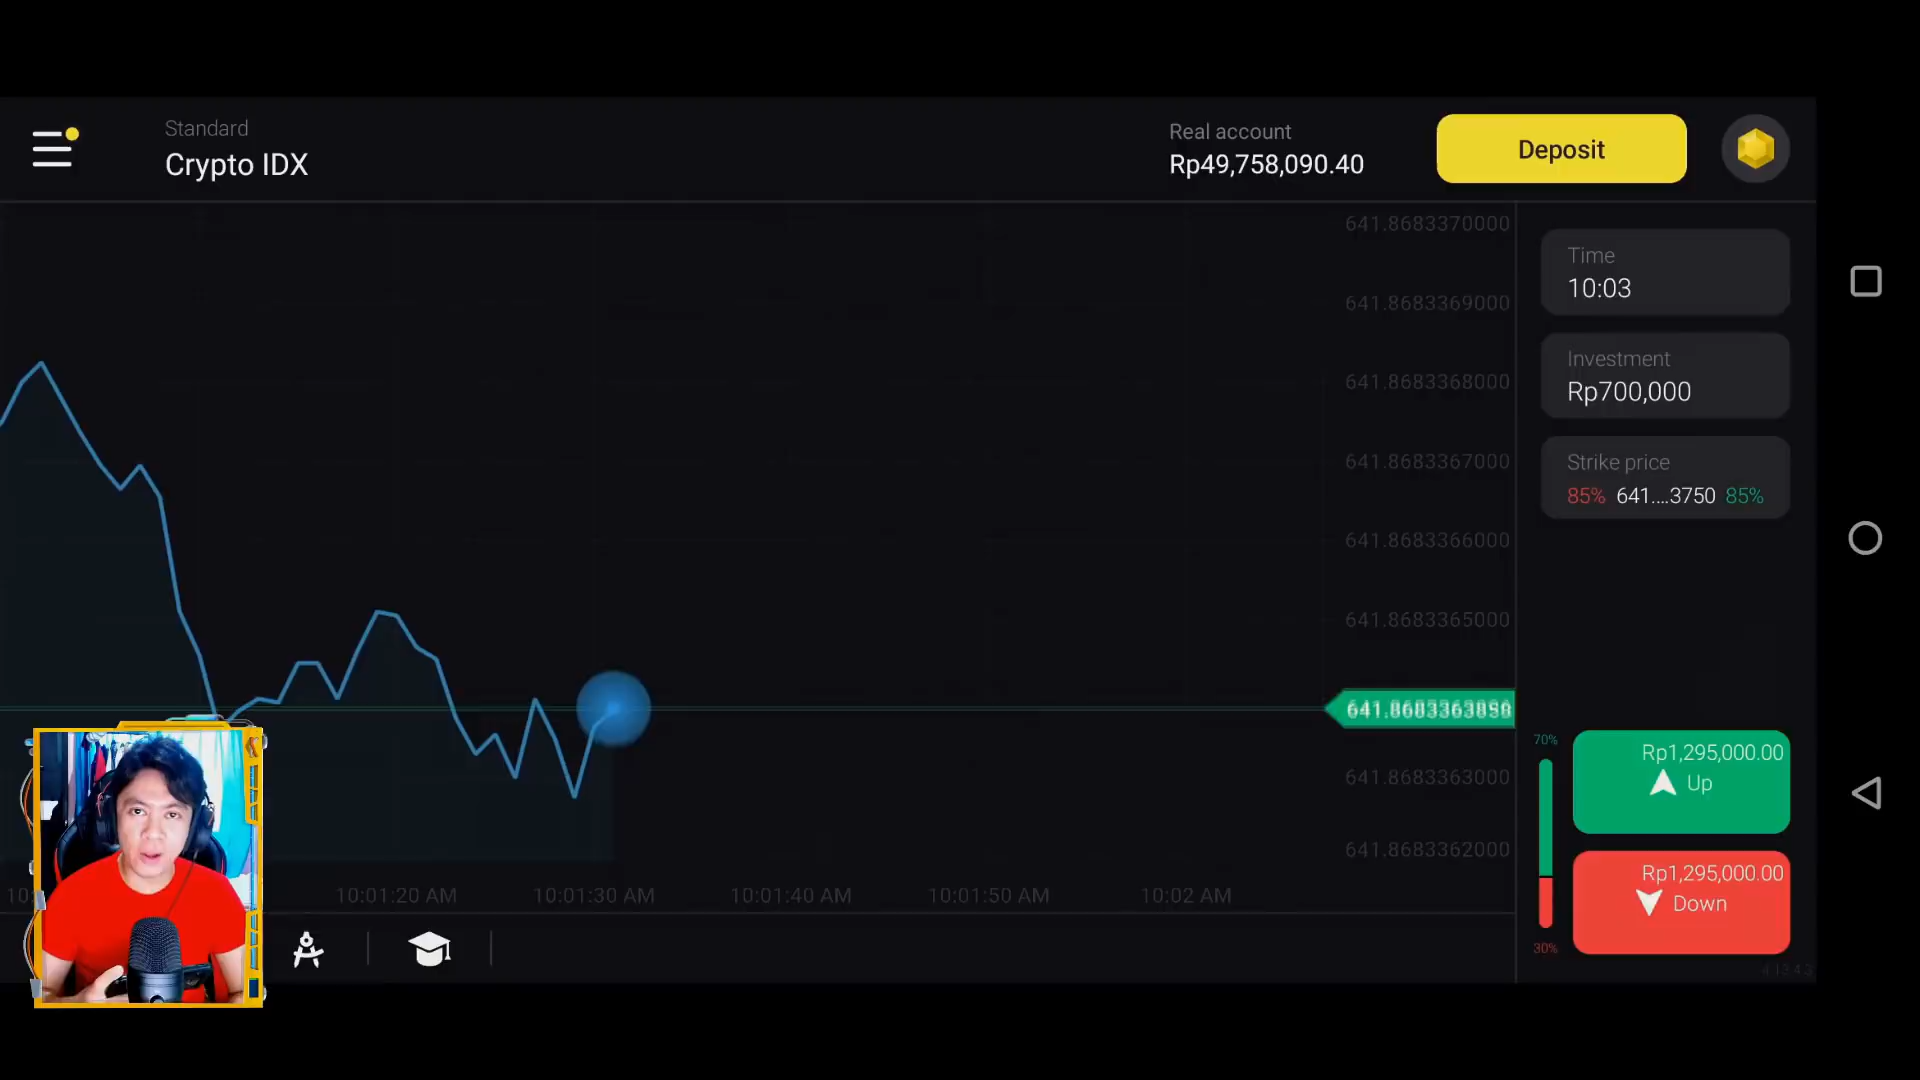 Standard
Crypto IDX
Real account
Rp49,758,090.40
Deposit
641.8683370000
641.8683369000
641.8683368000
641.8683367000
641.8683366000
641.8683365000
641.8683363000
641.8683362000
Time
10:03
Investment
Rp700,000
Strike price
85% 641....3750 85%
70%
Rp1,295,000.00
Up
Rp1,295,000.00
Down
30%
10:01:20 AM
10:01:30 AM
10:01:40 AM
10:01:50 AM
10:02 AM